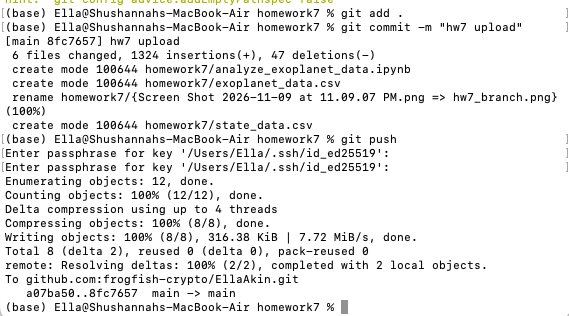 hint: git config advice.addEmptyPathspec false"
[(base) Ella@Shushannahs-MacBook-Air homework7 % git add . ]
[(base) Ella@Shushannahs-MacBook-Air homework7 % git commit -m "hw7 upload" ]
[main 8fc7657] hw7 upload
6 files changed, 1324 insertions(+), 47 deletions(-)
create mode 100644 homework7/analyze_exoplanet_data.ipynb
create mode 100644 homework7/exoplanet_data.csv
rename homework7/{Screen Shot 2026-11-09 at 11.09.07 PM.png => hw7_branch.png}
(100%)
create mode 100644 homework7/state_data.csv
[(base) Ella@Shushannahs-MacBook-Air homework7 % git push ]
[Enter passphrase for key '/Users/Ella/.ssh/id_ed25519': ]
[Enter passphrase for key '/Users/Ella/.ssh/id_ed25519': ]
Enumerating objects: 12, done.
Counting objects: 100% (12/12), done.
Delta compression using up to 4 threads
Compressing objects: 100% (8/8), done.
Writing objects: 100% (8/8), 316.38 KiB | 7.72 MiB/s, done.
Total 8 (delta 2), reused 0 (delta 0), pack-reused 0
remote: Resolving deltas: 100% (2/2), completed with 2 local objects.
To github.com:frogfish-crypto/EllaAkin.git
a07ba50..8fc7657 main -> main
(base) Ella@Shushannahs-MacBook-Air homework7 %